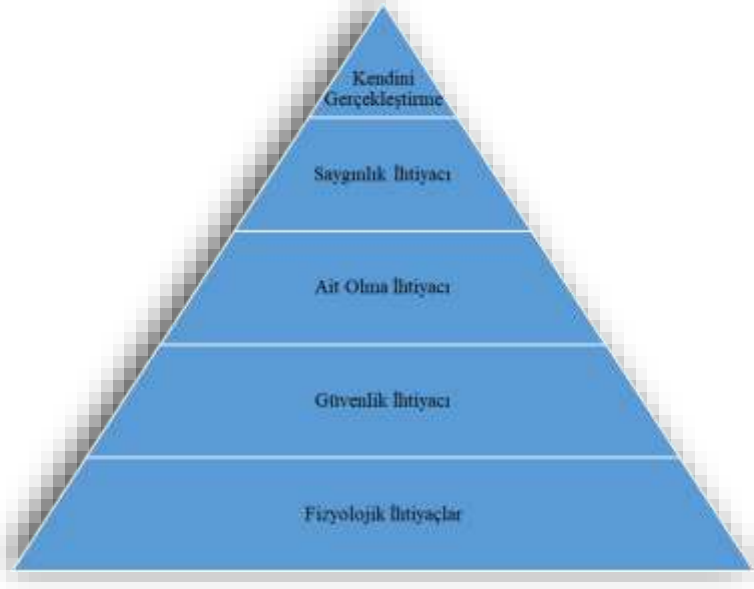 Kendini
Gerçekleştirme
Saygınlık İhtiyacı
Ait Olma İhtiyacı
Güvenlik İhtiyacı
Fizyolojik İhtiyaçlar